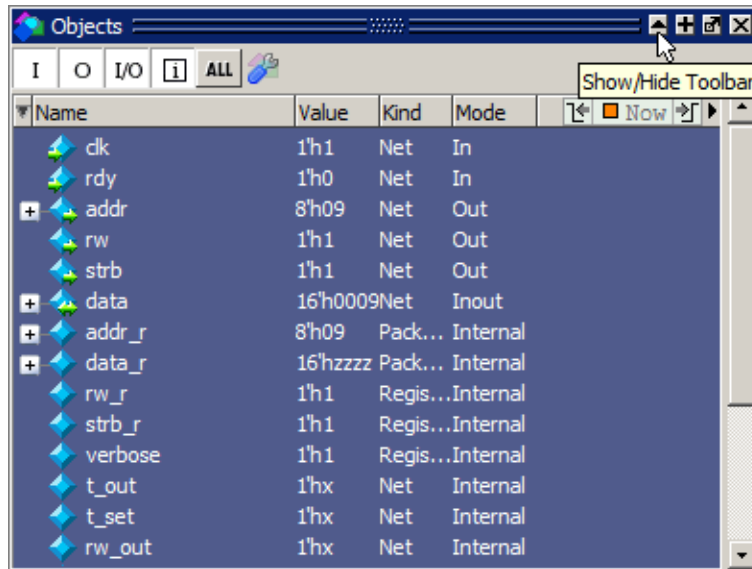 Objects
I O I/O i ALL
Show/Hide Toolbar
Name Value Kind Mode Now
clk 1'h1 Net In
rdy 1'h0 Net In
addr 8'h09 Net Out
rw 1'h1 Net Out
strb 1'h1 Net Out
data 16'h0009 Net Inout
addr_r 8'h09 Pack... Internal
data_r 16'hzzzz Pack... Internal
rw_r 1'h1 Regis... Internal
strb_r 1'h1 Regis... Internal
verbose 1'h1 Regis... Internal
t_out 1'hx Net Internal
t_set 1'hx Net Internal
rw_out 1'hx Net Internal